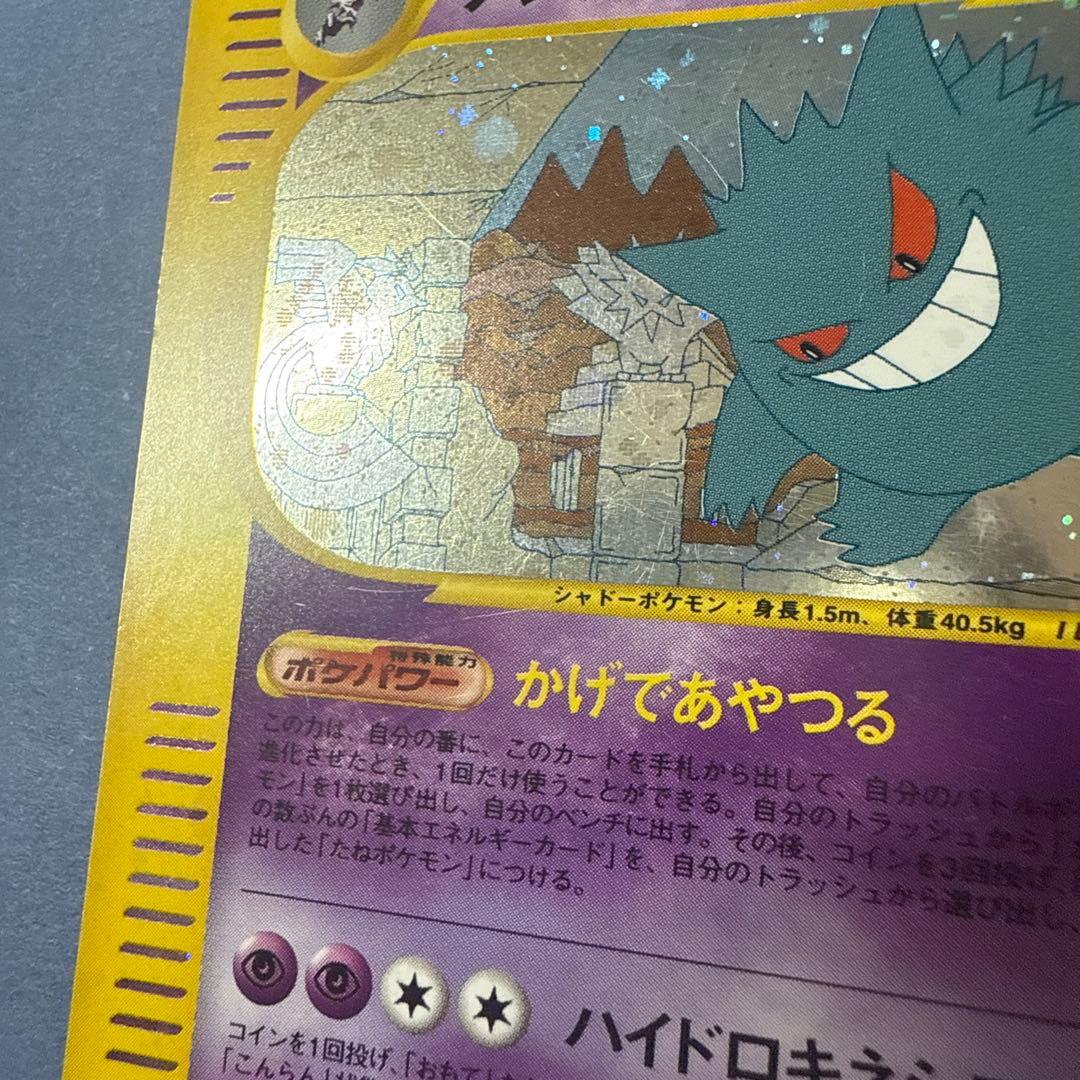 シャドーポケモン：身長1.5m、体重40.5kg
特殊能力
ポケパワー かげであやつる
この力は、自分の番に、このカードを手札から出して、自分のバトルポ
進化させたとき、1回だけ使うことができる。自分のトラッシュから「
モン」を1枚選び出し、自分のベンチに出す。その後、コインを3回投げ、
の数ぶんの「基本エネルギーカード」を、自分のトラッシュから選び出し、
出した「たねポケモン」につける。
ハイドロキネシ
コインを1回投げ、「おもて」
「こんらん」